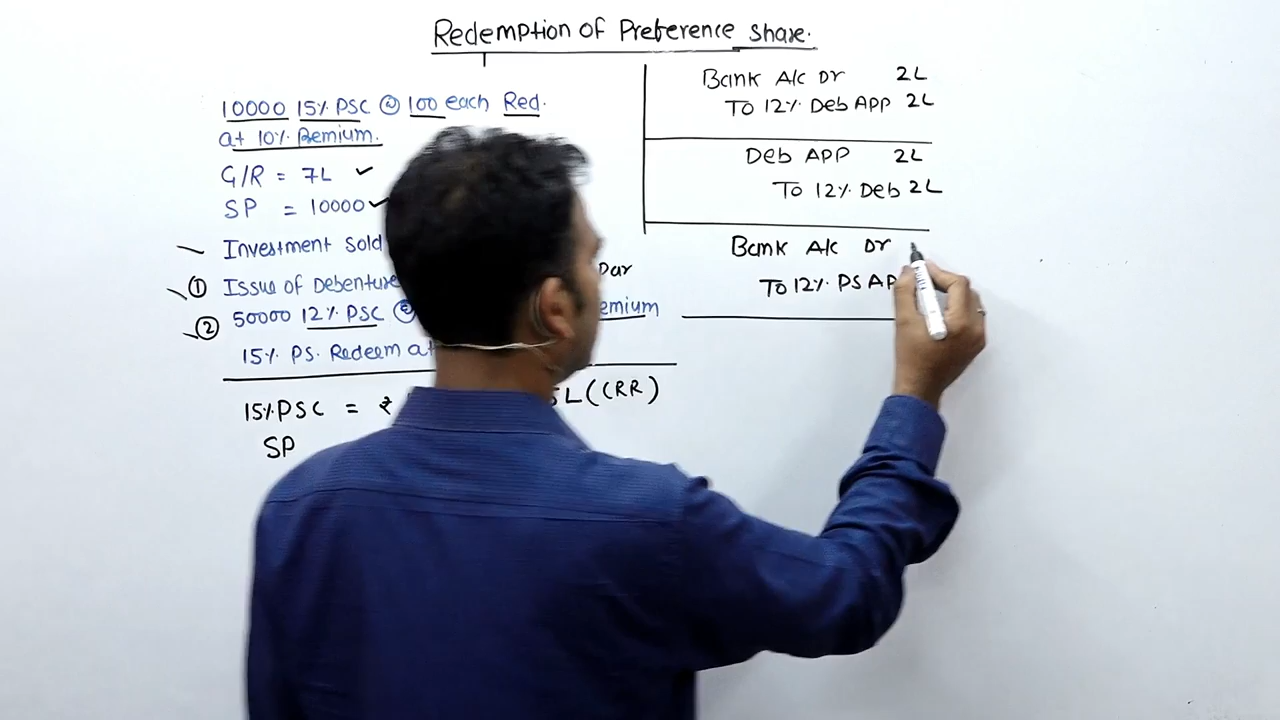 Redemption of Preference Share.
10000 15% PSC @ 100 each Red.
at 10% Premium.
G/R = 7L ✓
SP = 10000 ✓
Investment Sold
① Issue of Debenture Par
② 50000 12% PSC @ emium
15% PS. Redeem at
15% PSC = ₹ 5L (CRR)
SP
Bank A/c Dr 2L
To 12% Deb APP 2L
Deb APP 2L
To 12% Deb 2L
Bank A/c Dr
To 12% PS AP